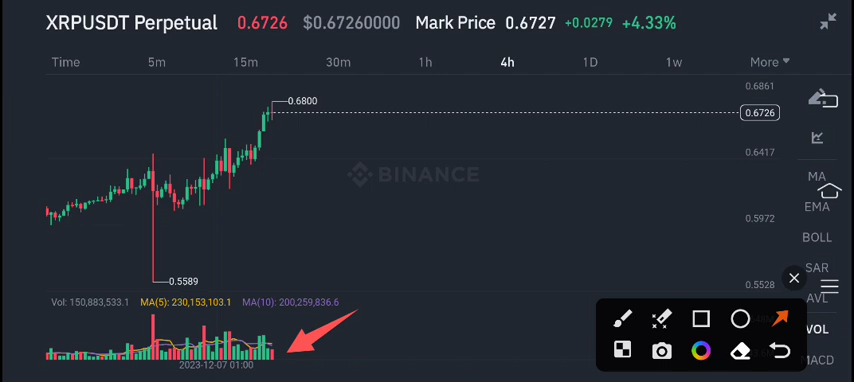 XRPUSDT Perpetual 0.6726 $0.67260000 Mark Price 0.6727 +0.0279 +4.33%
Time 5m 15m 30m 1h 4h 1D 1w More
0.6861
0.6800
0.6726
0.6417
BINANCE
MA
EMA
0.5972
BOLL
SAR
0.5589
0.5528
AVL
Vol: 150,883,533.1 MA(5): 230,153,103.1 MA(10): 200,259,836.6
VOL
MACD
2023-12-07 01:00